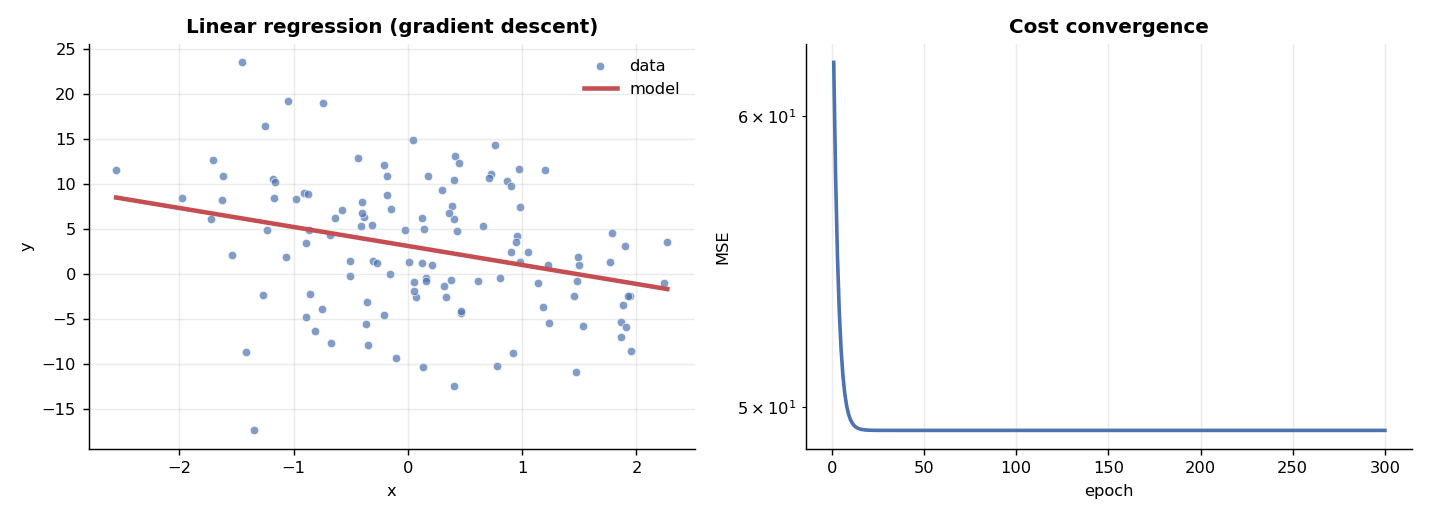 Linear regression (gradient descent)
25
20
15
10
5
0
−5
−10
−15
y
−2
−1
0
1
2
x
data
model
Cost convergence
6 × 10¹
5 × 10¹
MSE
0
50
100
150
200
250
300
epoch